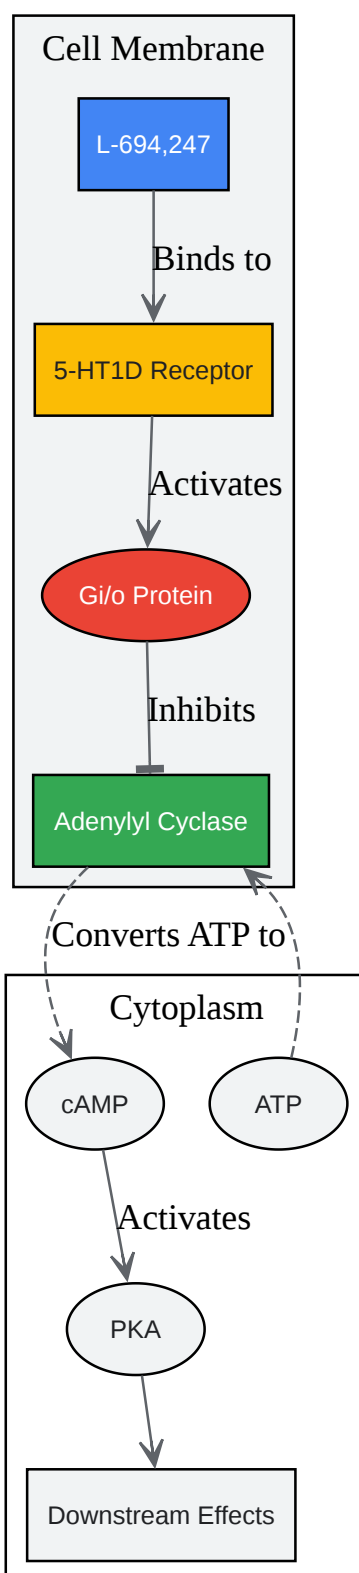 Cell Membrane
L-694,247
Binds to
5-HT1D Receptor
Activates
Gi/o Protein
Inhibits
Adenylyl Cyclase
Converts ATP to
Cytoplasm
cAMP
ATP
Activates
PKA
Downstream Effects